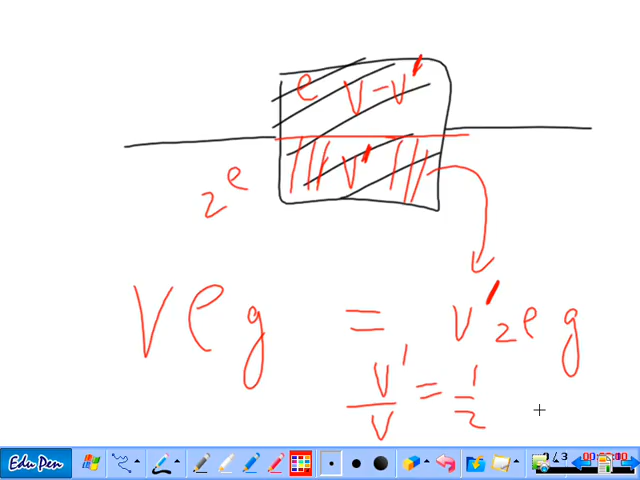 e V - V'
V'
2e
Veg = V'2eg
V'/V = 1/2
Edu Pen